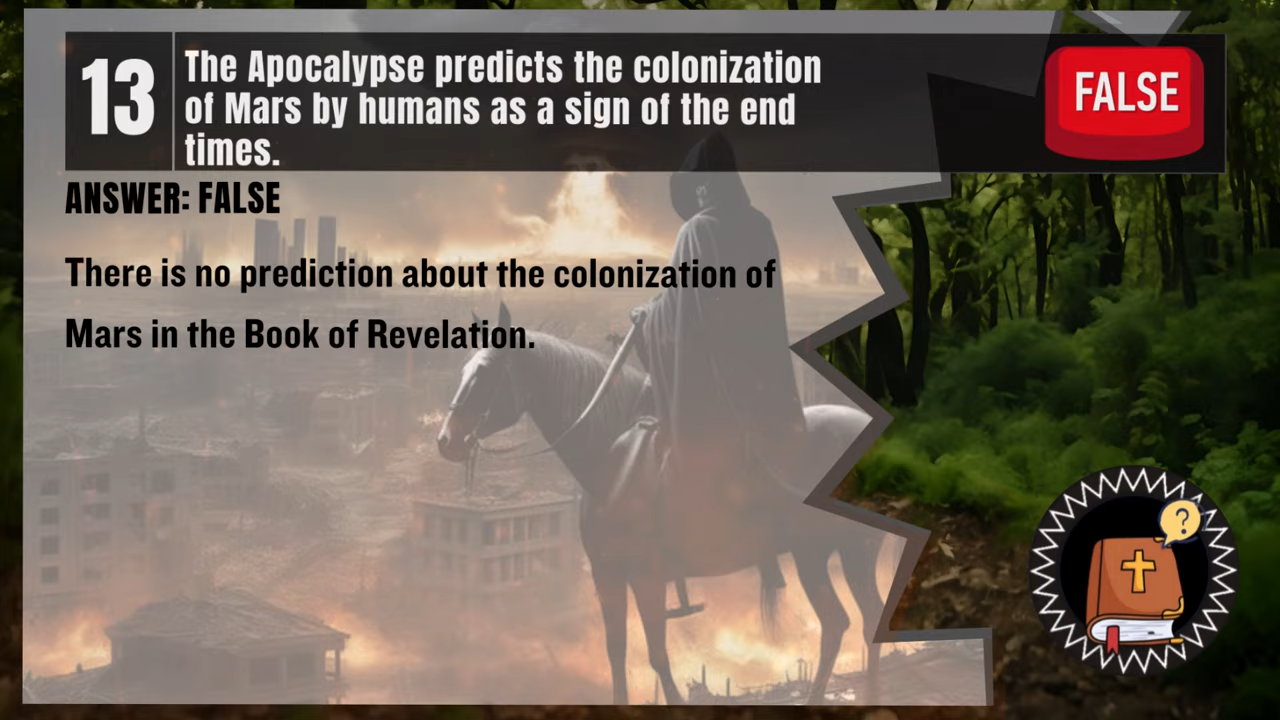 13
The Apocalypse predicts the colonization
of Mars by humans as a sign of the end
times.
FALSE
ANSWER: FALSE
There is no prediction about the colonization of
Mars in the Book of Revelation.
?